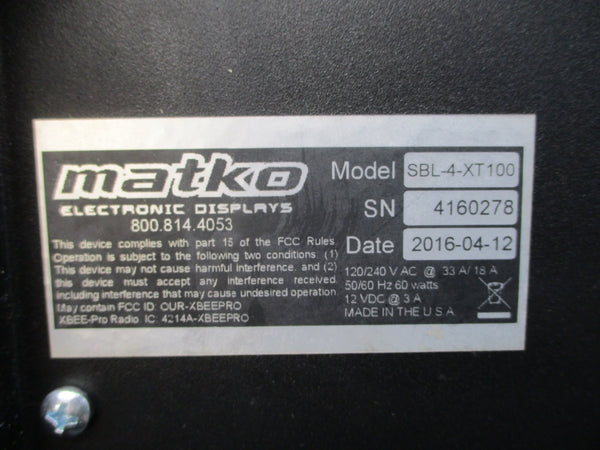 matko
ELECTRONIC DISPLAYS
800.814.4053
This device complies with part 15 of the FCC Rules
Operation is subject to the following two conditions: (1)
This device may not cause harmful interference, and (2)
this device must accept any interference received
including interference that may cause undesired operation
May contain FCC ID: OUR-XBEEPRO
XBEE-Pro Radio IC: 4214A-XBEEPRO
Model SBL-4-XT100
SN 4160278
Date 2016-04-12
120/240 V AC @ .33 A/.18 A
50/60 Hz 60 watts
12 VDC @ 3 A
MADE IN THE U.S.A